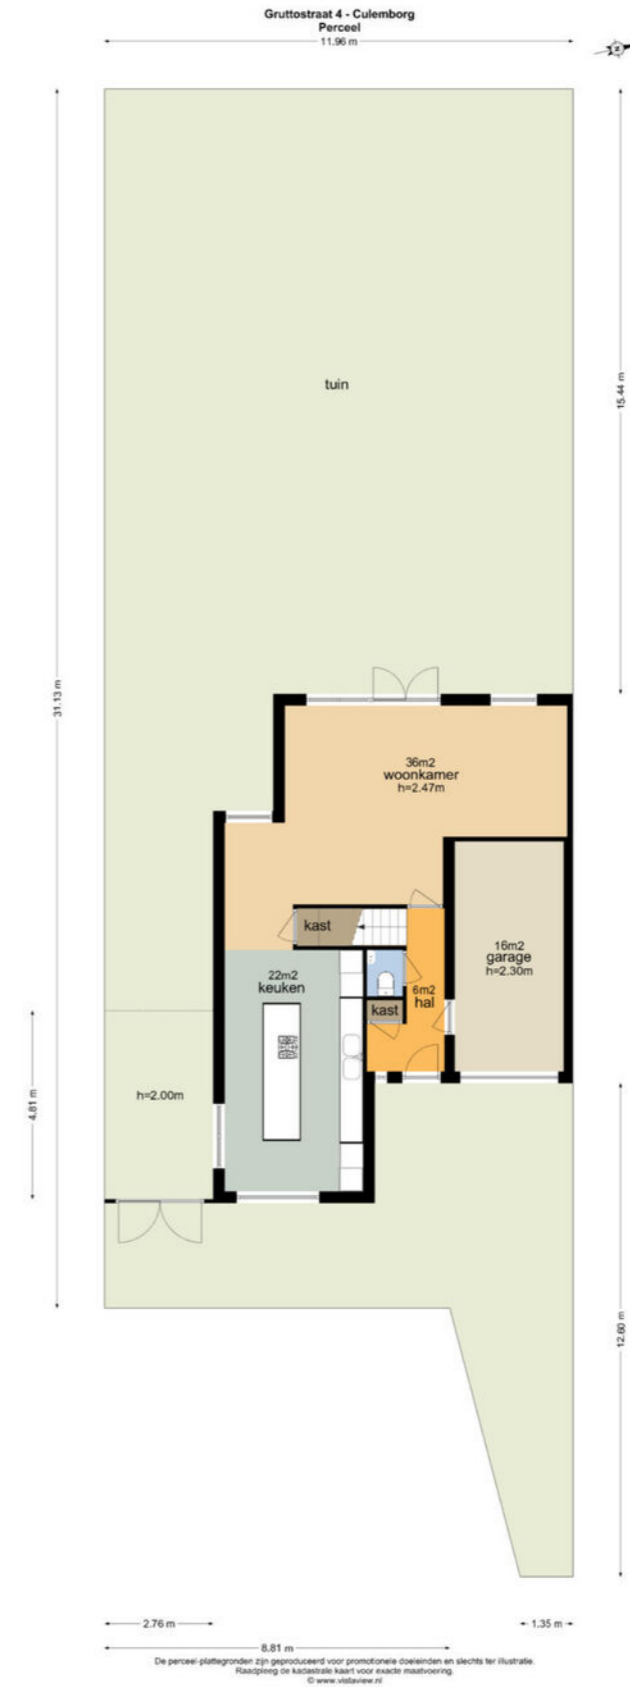 Gruttostraat 4 - Culemborg
Perceel
11.96 m
N
tuin
15.44 m
31.13 m
36m2
woonkamer
h=2.47m
kast
16m2
garage
h=2.30m
22m2
keuken
6m2
hal
kast
h=2.00m
4.81 m
12.60 m
2.76 m
1.35 m
8.81 m
De perceel-plattegronden zijn geproduceerd voor promotionele doeleinden en slechts ter illustratie.
Raadpleeg de kadastrale kaart voor exacte maatvoering.
© www.vistaview.nl